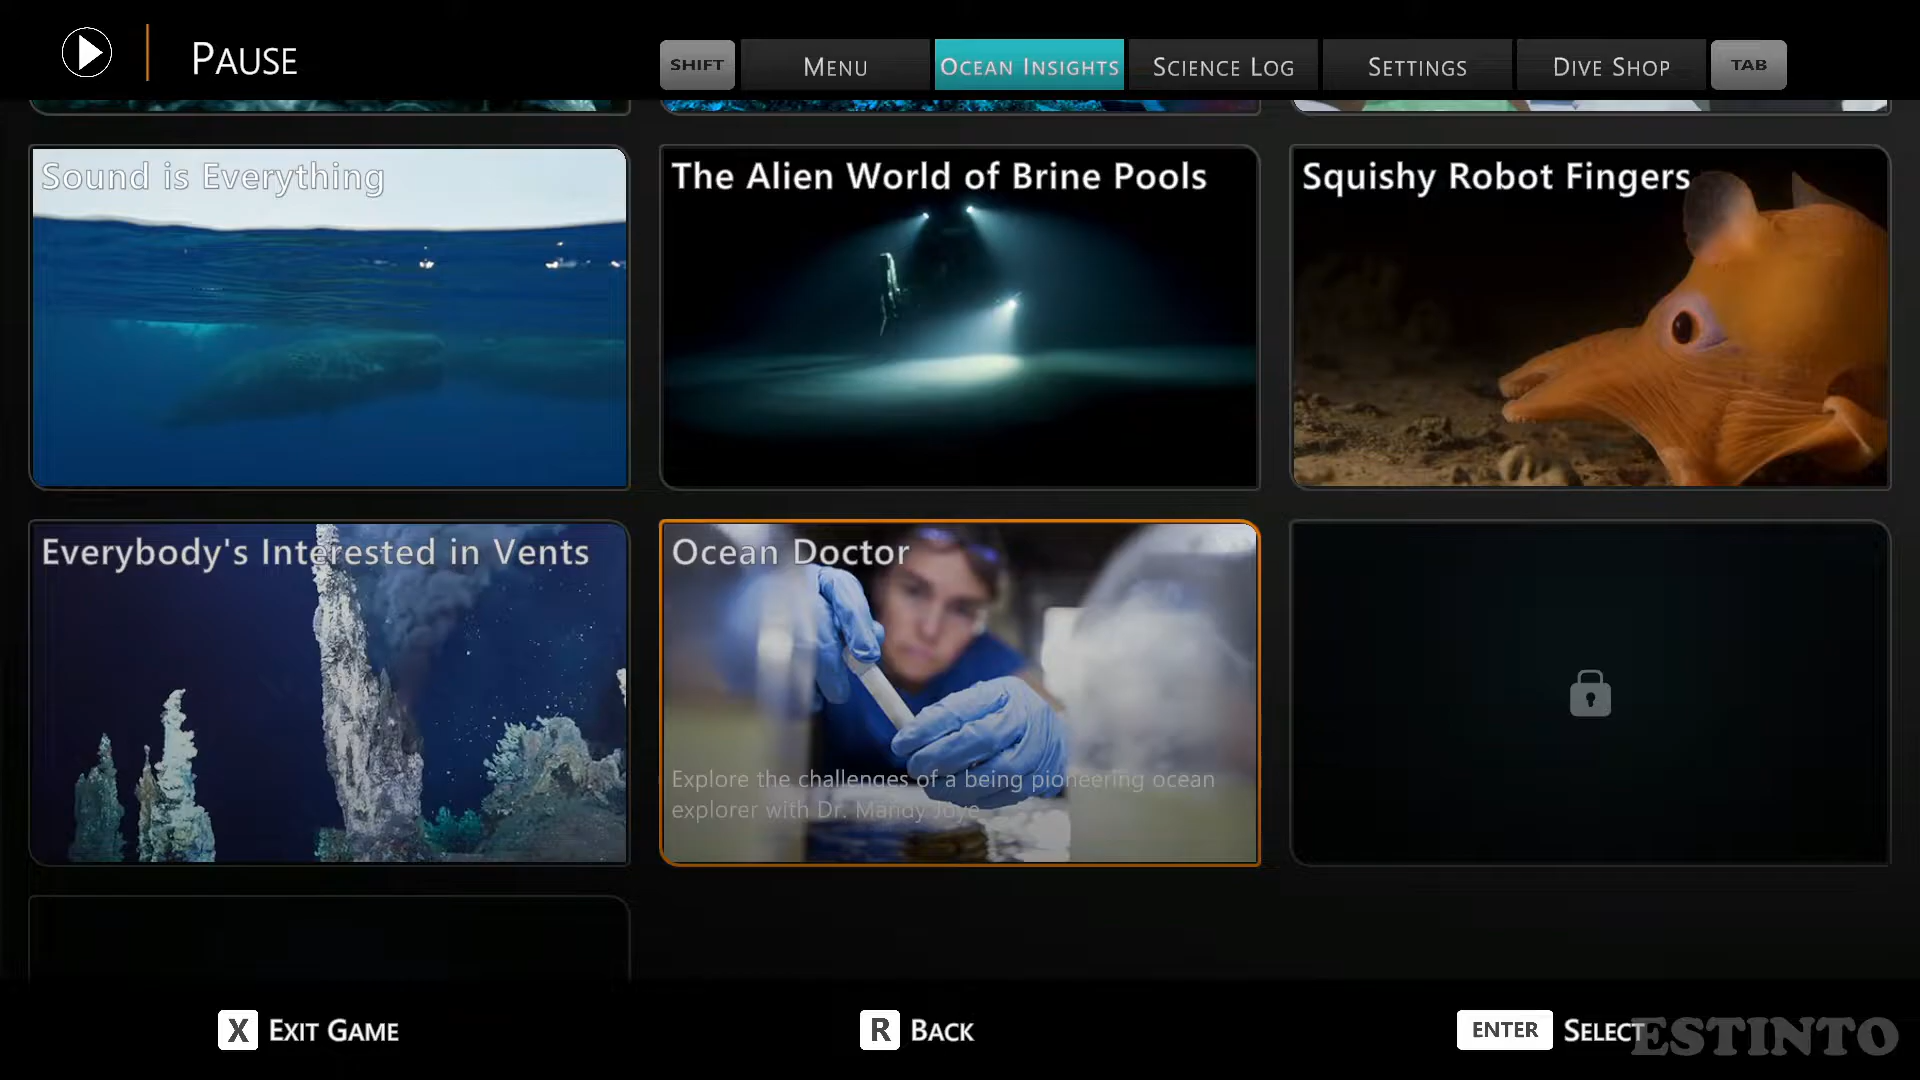 PAUSE
SHIFT
MENU
OCEAN INSIGHTS
SCIENCE LOG
SETTINGS
DIVE SHOP
TAB
Sound is Everything
The Alien World of Brine Pools
Squishy Robot Fingers
Everybody's Interested in Vents
Ocean Doctor
Explore the challenges of a being pioneering ocean
explorer with Dr. Mandy Joye
X EXIT GAME
R BACK
ENTER SELECT
ESTINTO